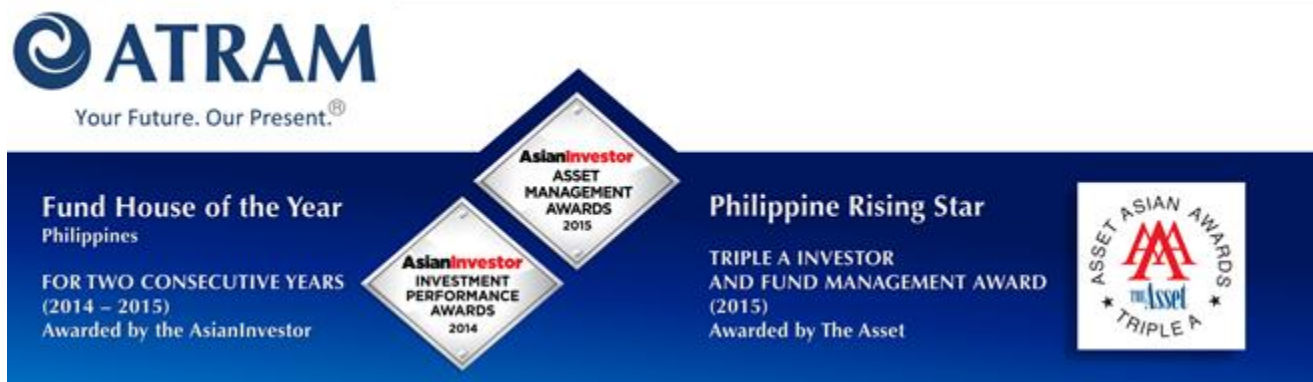 ATRAM
Your Future. Our Present.®
Fund House of the Year
Philippines
FOR TWO CONSECUTIVE YEARS
(2014 – 2015)
Awarded by the AsianInvestor
AsianInvestor
ASSET
MANAGEMENT
AWARDS
2015
AsianInvestor
INVESTMENT
PERFORMANCE
AWARDS
2014
Philippine Rising Star
TRIPLE A INVESTOR
AND FUND MANAGEMENT AWARD
(2015)
Awarded by The Asset
ASSET ASIAN AWARDS
AAA
THE Asset
★ TRIPLE A ★